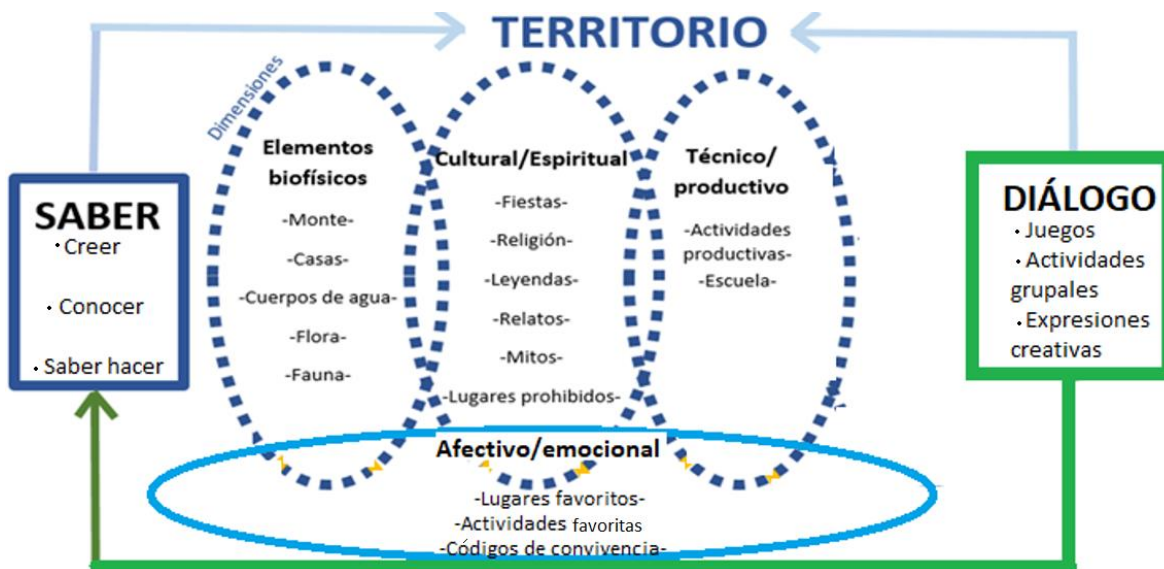 TERRITORIO
Dimensiones
Elementos
biofísicos
-Monte-
-Casas-
-Cuerpos de agua-
-Flora-
-Fauna-
Cultural/Espiritual
-Fiestas-
-Religión-
-Leyendas-
-Relatos-
-Mitos-
-Lugares prohibidos-
Técnico/
productivo
-Actividades
productivas-
-Escuela-
SABER
· Creer
· Conocer
· Saber hacer
DIÁLOGO
· Juegos
· Actividades
grupales
· Expresiones
creativas
Afectivo/emocional
-Lugares favoritos-
-Actividades favoritas
-Códigos de convivencia-